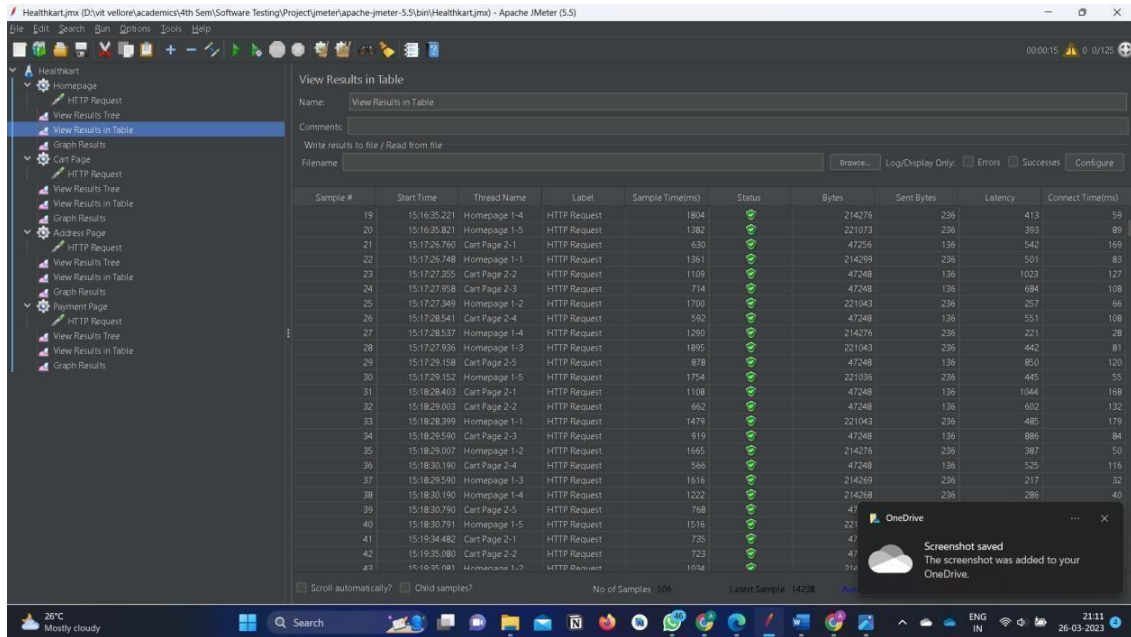 Healthkart.jmx (D:\vit vellore\academics\4th Sem\Software Testing\Project\jmeter\apache-jmeter-5.5\bin\Healthkart.jmx) - Apache JMeter (5.5)
File Edit Search Run Options Tools Help
00:00:15 0 0/125
Healthkart
Homepage
HTTP Request
View Results Tree
View Results in Table
Graph Results
Cart Page
HTTP Request
View Results Tree
View Results in Table
Graph Results
Address Page
HTTP Request
View Results Tree
View Results in Table
Graph Results
Payment Page
HTTP Request
View Results Tree
View Results in Table
Graph Results
View Results in Table
Name: View Results in Table
Comments:
Write results to file / Read from file
Filename Browse... Log/Display Only: Errors Successes Configure
Sample # Start Time Thread Name Label Sample Time(ms) Status Bytes Sent Bytes Latency Connect Time(ms)
19 15:16:35.221 Homepage 1-4 HTTP Request 1804 214276 236 413 59
20 15:16:35.821 Homepage 1-5 HTTP Request 1382 221073 236 393 89
21 15:17:26.760 Cart Page 2-1 HTTP Request 630 47256 136 542 169
22 15:17:26.748 Homepage 1-1 HTTP Request 1361 214299 236 501 83
23 15:17:27.355 Cart Page 2-2 HTTP Request 1109 47248 136 1023 127
24 15:17:27.958 Cart Page 2-3 HTTP Request 714 47248 136 684 108
25 15:17:27.349 Homepage 1-2 HTTP Request 1700 221043 236 257 66
26 15:17:28.541 Cart Page 2-4 HTTP Request 592 47248 136 551 108
27 15:17:28.537 Homepage 1-4 HTTP Request 1290 214276 236 221 28
28 15:17:27.936 Homepage 1-3 HTTP Request 1895 221043 236 442 81
29 15:17:29.158 Cart Page 2-5 HTTP Request 878 47248 136 850 120
30 15:17:29.152 Homepage 1-5 HTTP Request 1754 221036 236 445 55
31 15:18:28.403 Cart Page 2-1 HTTP Request 1108 47248 136 1044 168
32 15:18:29.003 Cart Page 2-2 HTTP Request 662 47248 136 602 132
33 15:18:28.399 Homepage 1-1 HTTP Request 1479 221043 236 485 179
34 15:18:29.590 Cart Page 2-3 HTTP Request 919 47248 136 886 84
35 15:18:29.007 Homepage 1-2 HTTP Request 1665 214276 236 387 50
36 15:18:30.190 Cart Page 2-4 HTTP Request 566 47248 136 525 116
37 15:18:29.590 Homepage 1-3 HTTP Request 1616 214269 236 217 32
38 15:18:30.190 Homepage 1-4 HTTP Request 1222 214268 236 286 40
39 15:18:30.790 Cart Page 2-5 HTTP Request 768 47
40 15:18:30.791 Homepage 1-5 HTTP Request 1516 221
41 15:19:34.482 Cart Page 2-1 HTTP Request 735 47
42 15:19:35.080 Cart Page 2-2 HTTP Request 723 47
43 15:19:35.081 Homepage 1-2 HTTP Request 1034 214
OneDrive
Screenshot saved
The screenshot was added to your
OneDrive.
Scroll automatically? Child samples? No of Samples 506 Latest Sample 14238
26°C
Mostly cloudy
Search
46
ENG
IN
21:11
26-03-2023
4